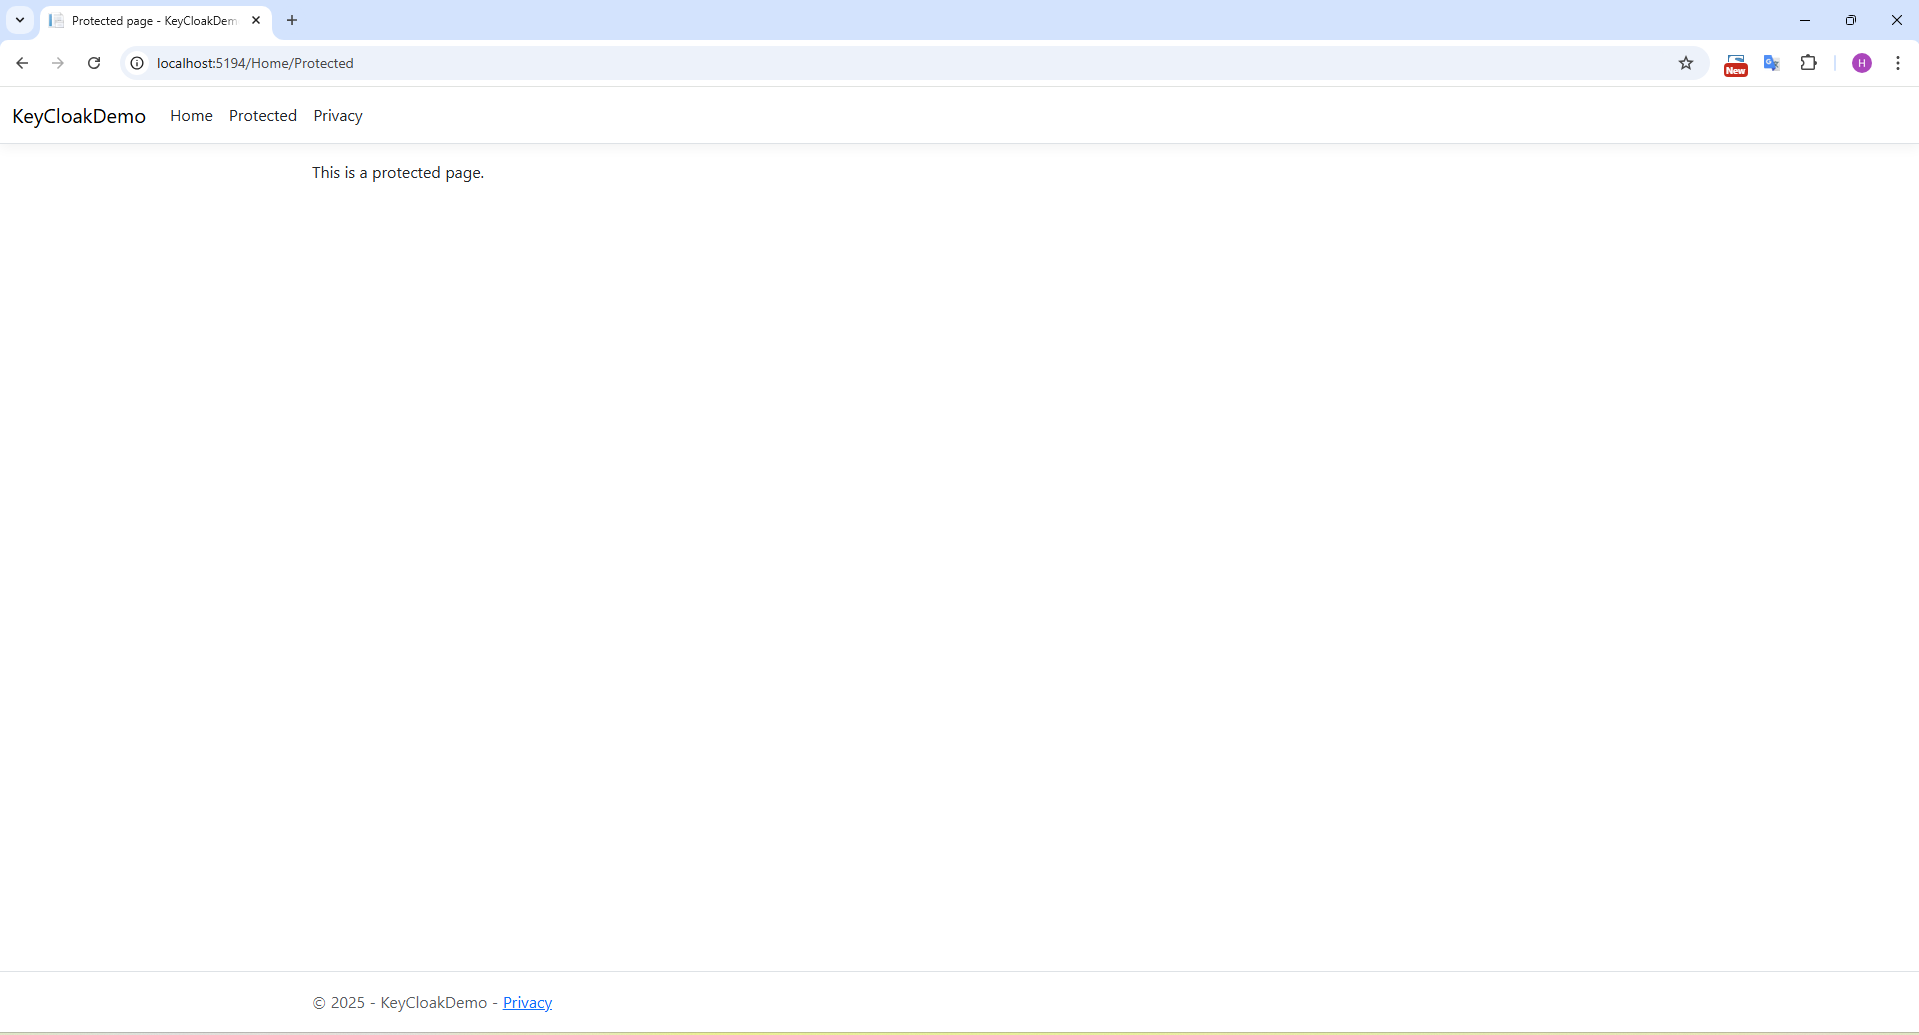 Protected page - KeyCloakDem
localhost:5194/Home/Protected
New
H
KeyCloakDemo Home Protected Privacy
This is a protected page.
© 2025 - KeyCloakDemo - Privacy